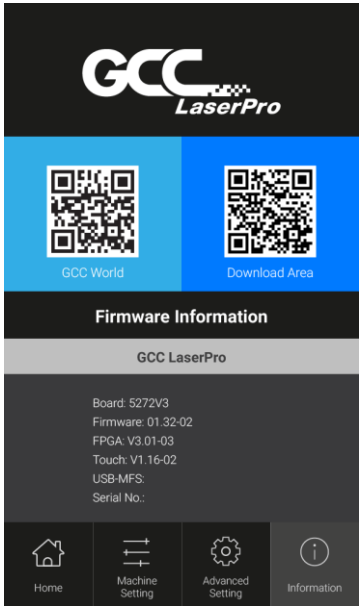 GCC
LaserPro
GCC World
Download Area
Firmware Information
GCC LaserPro
Board: 5272V3
Firmware: 01.32-02
FPGA: V3.01-03
Touch: V1.16-02
USB-MFS:
Serial No.:
Home
Machine
Setting
Advanced
Setting
Information